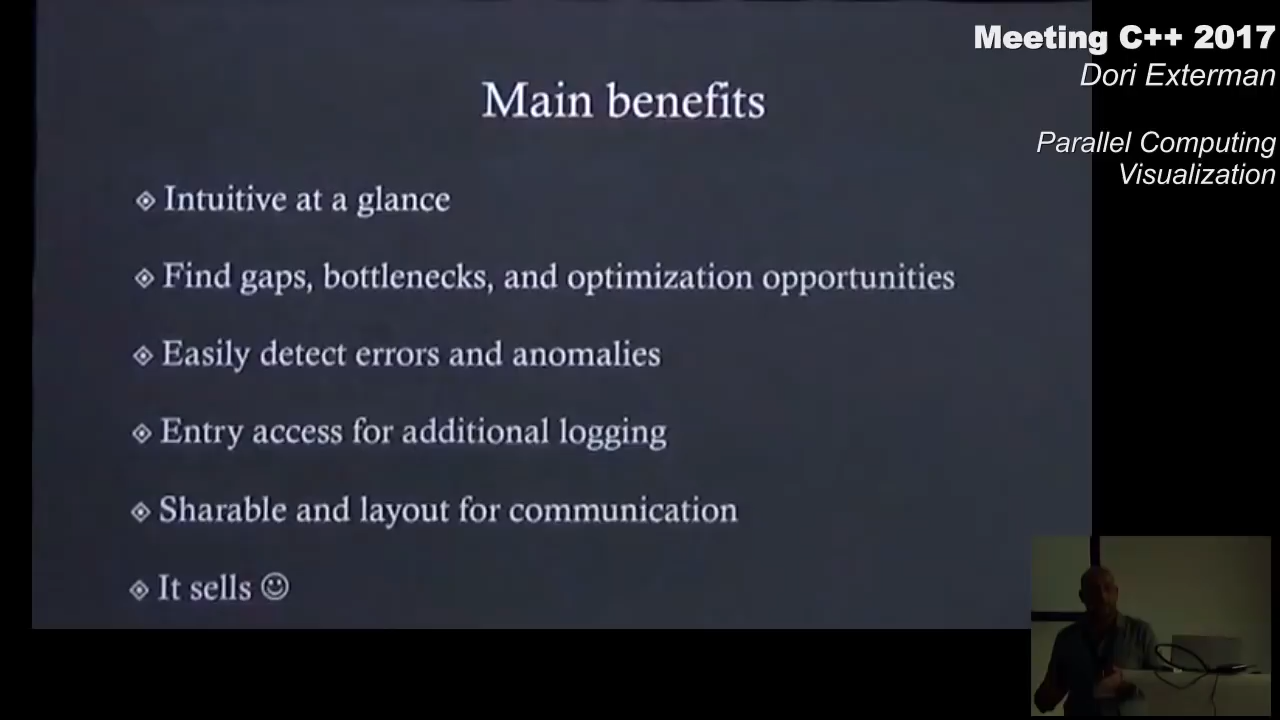 Meeting C++ 2017
Dori Exterman
Parallel Computing
Visualization
Main benefits
Intuitive at a glance
Find gaps, bottlenecks, and optimization opportunities
Easily detect errors and anomalies
Entry access for additional logging
Sharable and layout for communication
It sells ☺